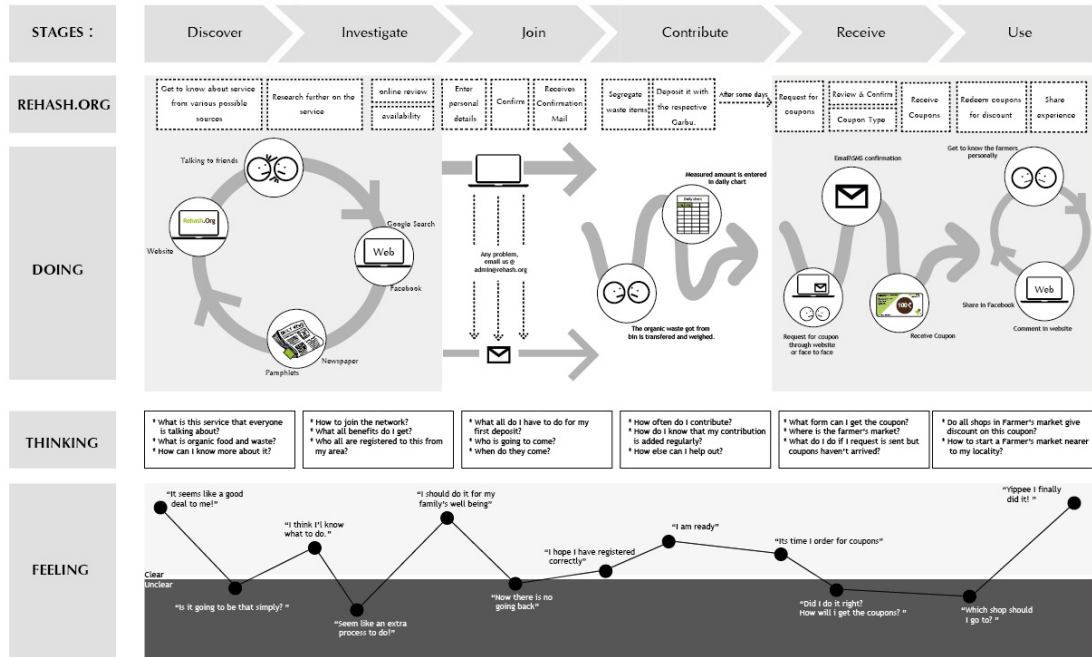 STAGES :
Discover
Investigate
Join
Contribute
Receive
Use
REHASH.ORG
Get to know about service
from various possible
sources
Research further on the
service
online review
availability
Enter
personal
details
Confirm
Receives
Confirmation
Mail
Segregate
waste items
Deposit it with
the respective
Garbu.
After some days
Request for
coupons
Review & Confirm
Coupon Type
Receive
Coupons
Redeem coupons
for discount
Share
experience
DOING
Talking to friends
Rehash.Org
Website
Google Search
Web
Facebook
Newspaper
Pamphlets
Any problem,
email us @
admin@rehash.org
Measured amount is entered
in daily chart
Daily chart
The organic waste got from
bin is transfered and weighed.
Email\SMS confirmation
Request for coupon
through website
or face to face
100
Receive Coupon
Get to know the farmers
personally
Web
Share in Facebook
Comment in website
THINKING
* What is this service that everyone
is talking about?
* What is organic food and waste?
* How can I know more about it?
* How to join the network?
* What all benefits do I get?
* Who all are registered to this from
my area?
* What all do I have to do for my
first deposit?
* Who is going to come?
* When do they come?
* How often do I contribute?
* How do I know that my contribution
is added regularly?
* How else can I help out?
* What form can I get the coupon?
* Where is the farmer's market?
* What do I do if I request is sent but
coupons haven't arrived?
* Do all shops in Farmer's market give
discount on this coupon?
* How to start a Farmer's market nearer
to my locality?
FEELING
Clear
Unclear
"It seems like a good
deal to me!"
"Is it going to be that simply? "
"I think I'l know
what to do."
"Seem like an extra
process to do!"
"I should do it for my
family's well being"
"Now there is no
going back"
"I hope I have registered
correctly"
"I am ready"
"Its time I order for coupons"
"Did I do it right?
How will i get the coupons? "
"Which shop should
I go to? "
"Yippee I finally
did it! "